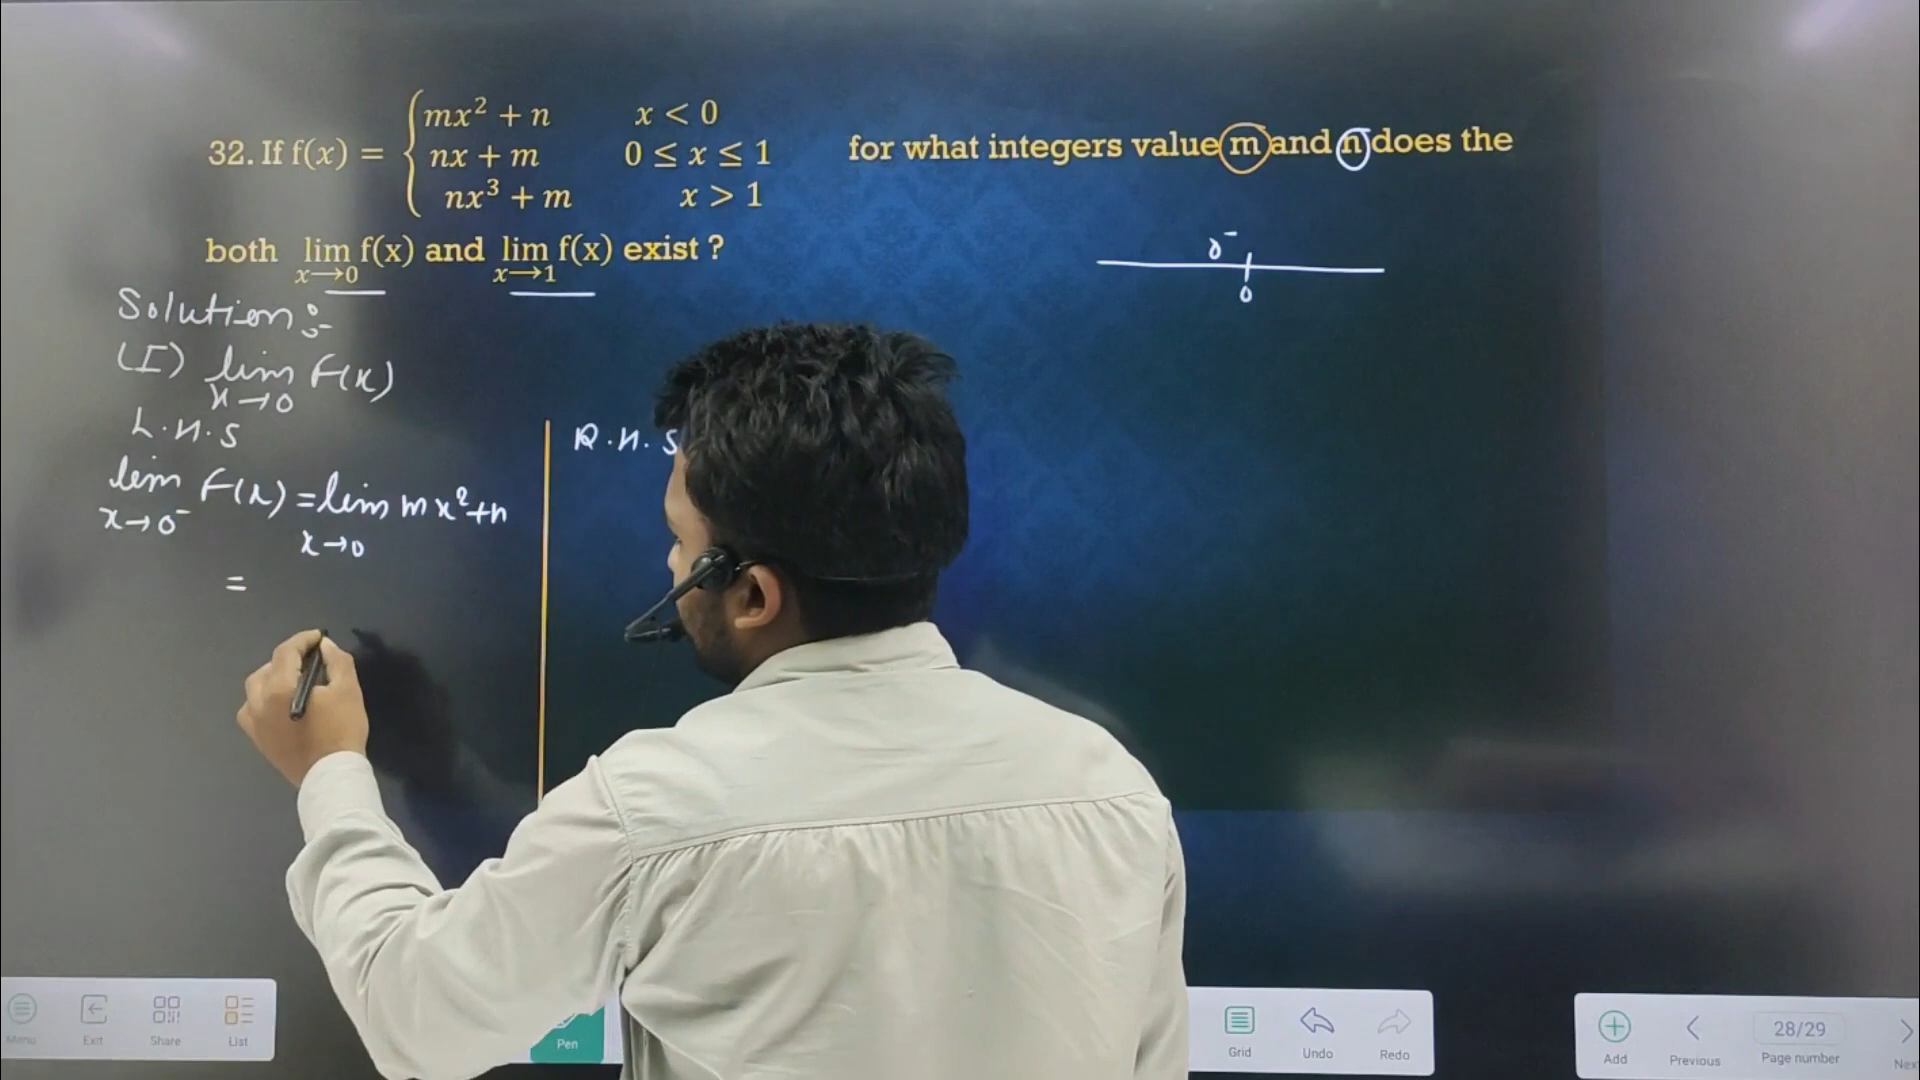 32. If f(x) = { mx² + n x < 0
nx + m 0 ≤ x ≤ 1 for what integers value m and n does the
nx³ + m x > 1
both lim x→0 f(x) and lim x→1 f(x) exist ?
0⁻
0
Solution :-
(I) lim x→0 F(x)
L.H.S
R.H.S
lim x→0⁻ F(x) = lim x→0 mx²+n
=
Menu Exit Share List Pen Grid Undo Redo Add Previous 28/29 Page number Nex